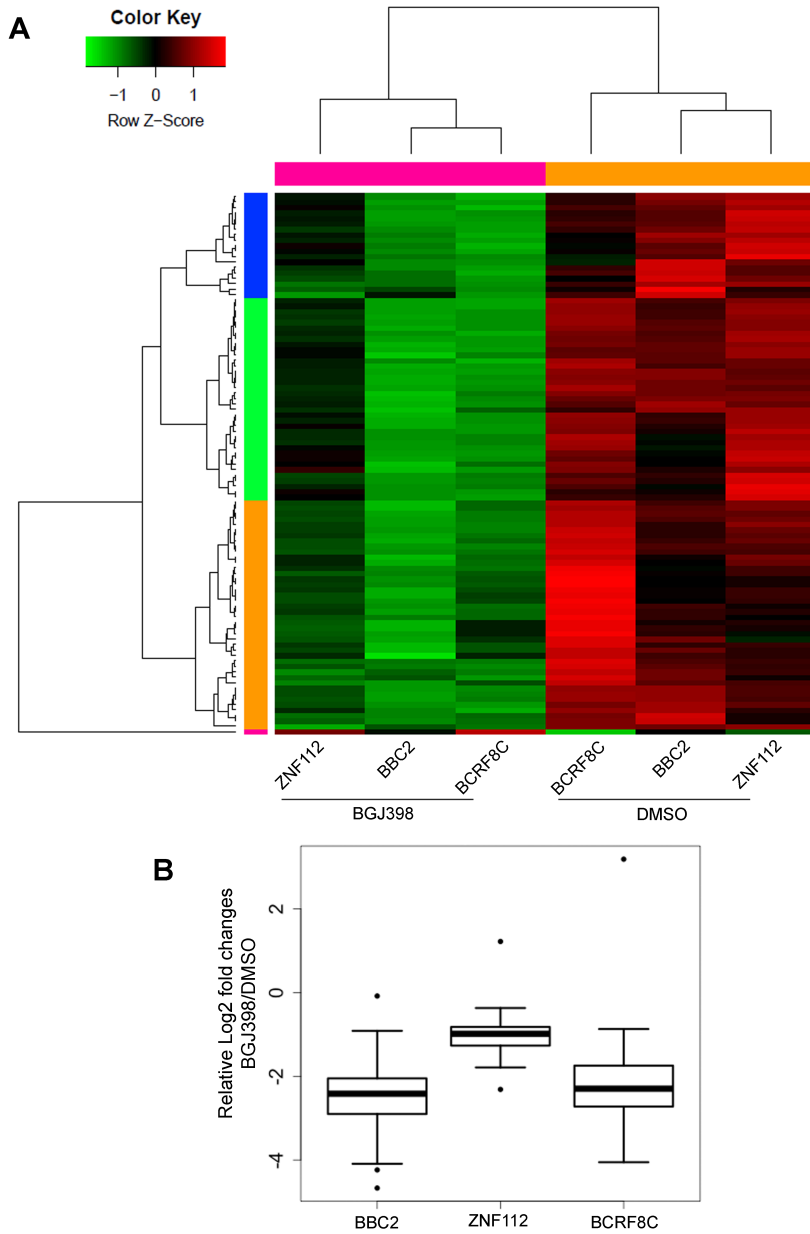 A
Color Key
−1 0 1
Row Z−Score
ZNF112 BBC2 BCRF8C BCRF8C BBC2 ZNF112
BGJ398 DMSO
B
Relative Log2 fold changes
BGJ398/DMSO
2
0
-2
-4
BBC2 ZNF112 BCRF8C